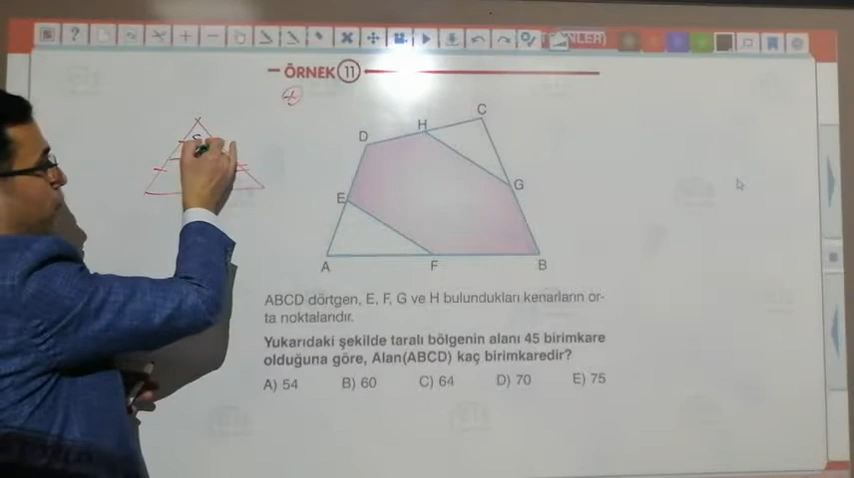 ÖRNEK 11
C
H
D
G
E
A
F
B
S
ABCD dörtgen, E, F, G ve H bulundukları kenarların or-
ta noktalarıdır.
Yukarıdaki şekilde taralı bölgenin alanı 45 birimkare
olduğuna göre, Alan(ABCD) kaç birimkaredir?
A) 54 B) 60 C) 64 D) 70 E) 75